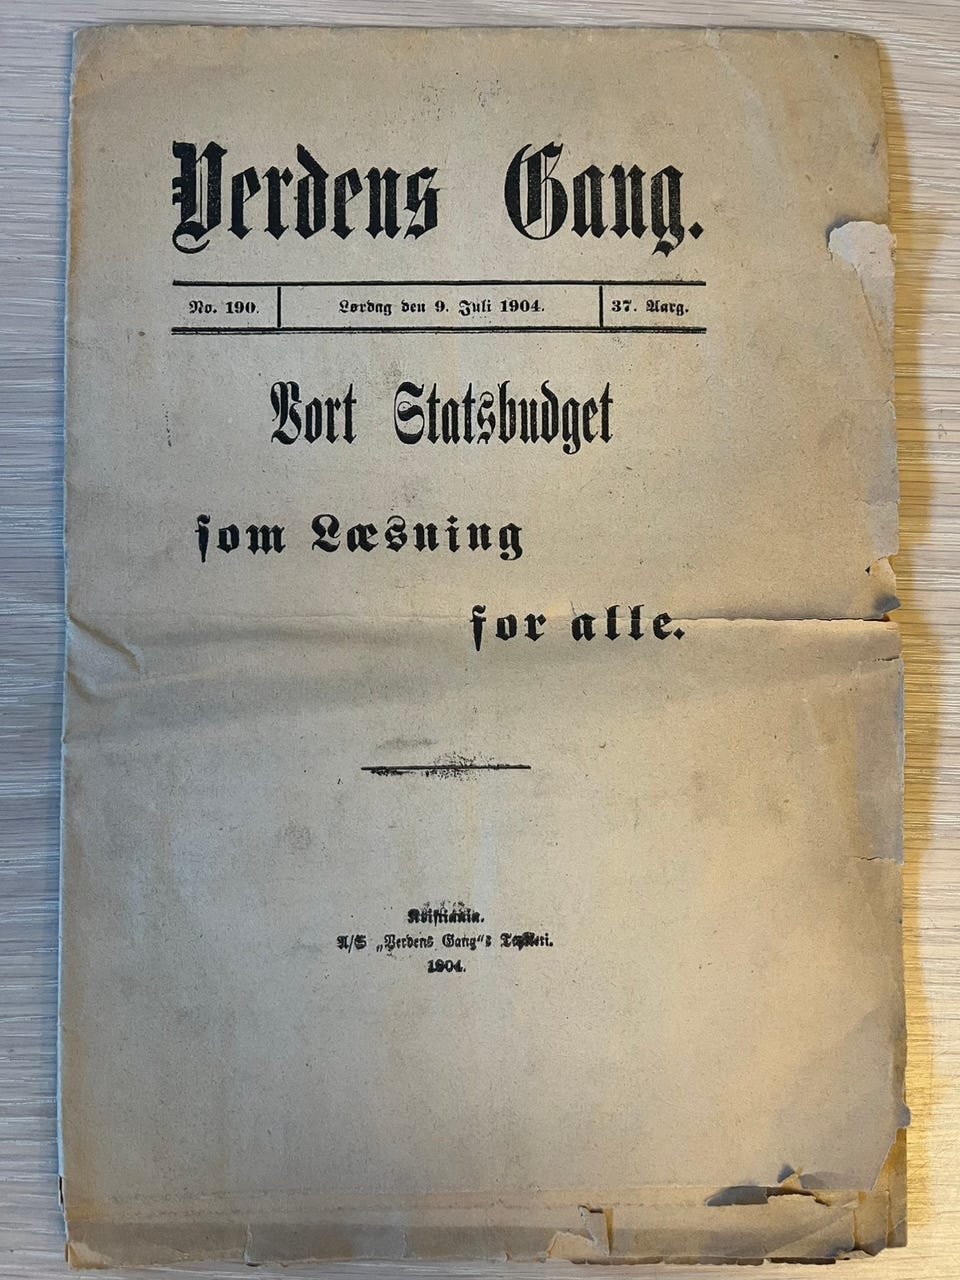 Verdens Gang.
No. 190. Lørdag den 9. Juli 1904. 37. Aarg.
Vort Statsbudget
som Læsning
for alle.
Kristiania.
A/S „Verdens Gang“s Trykkeri.
1904.